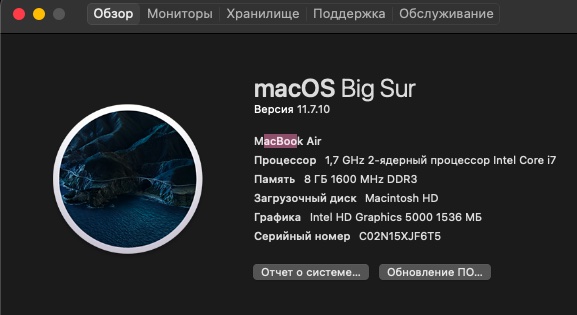 Обзор Мониторы Хранилище Поддержка Обслуживание
macOS Big Sur
Версия 11.7.10
MacBook Air
Процессор 1,7 GHz 2-ядерный процессор Intel Core i7
Память 8 ГБ 1600 MHz DDR3
Загрузочный диск Macintosh HD
Графика Intel HD Graphics 5000 1536 МБ
Серийный номер C02N15XJF6T5
Отчет о системе... Обновление ПО...